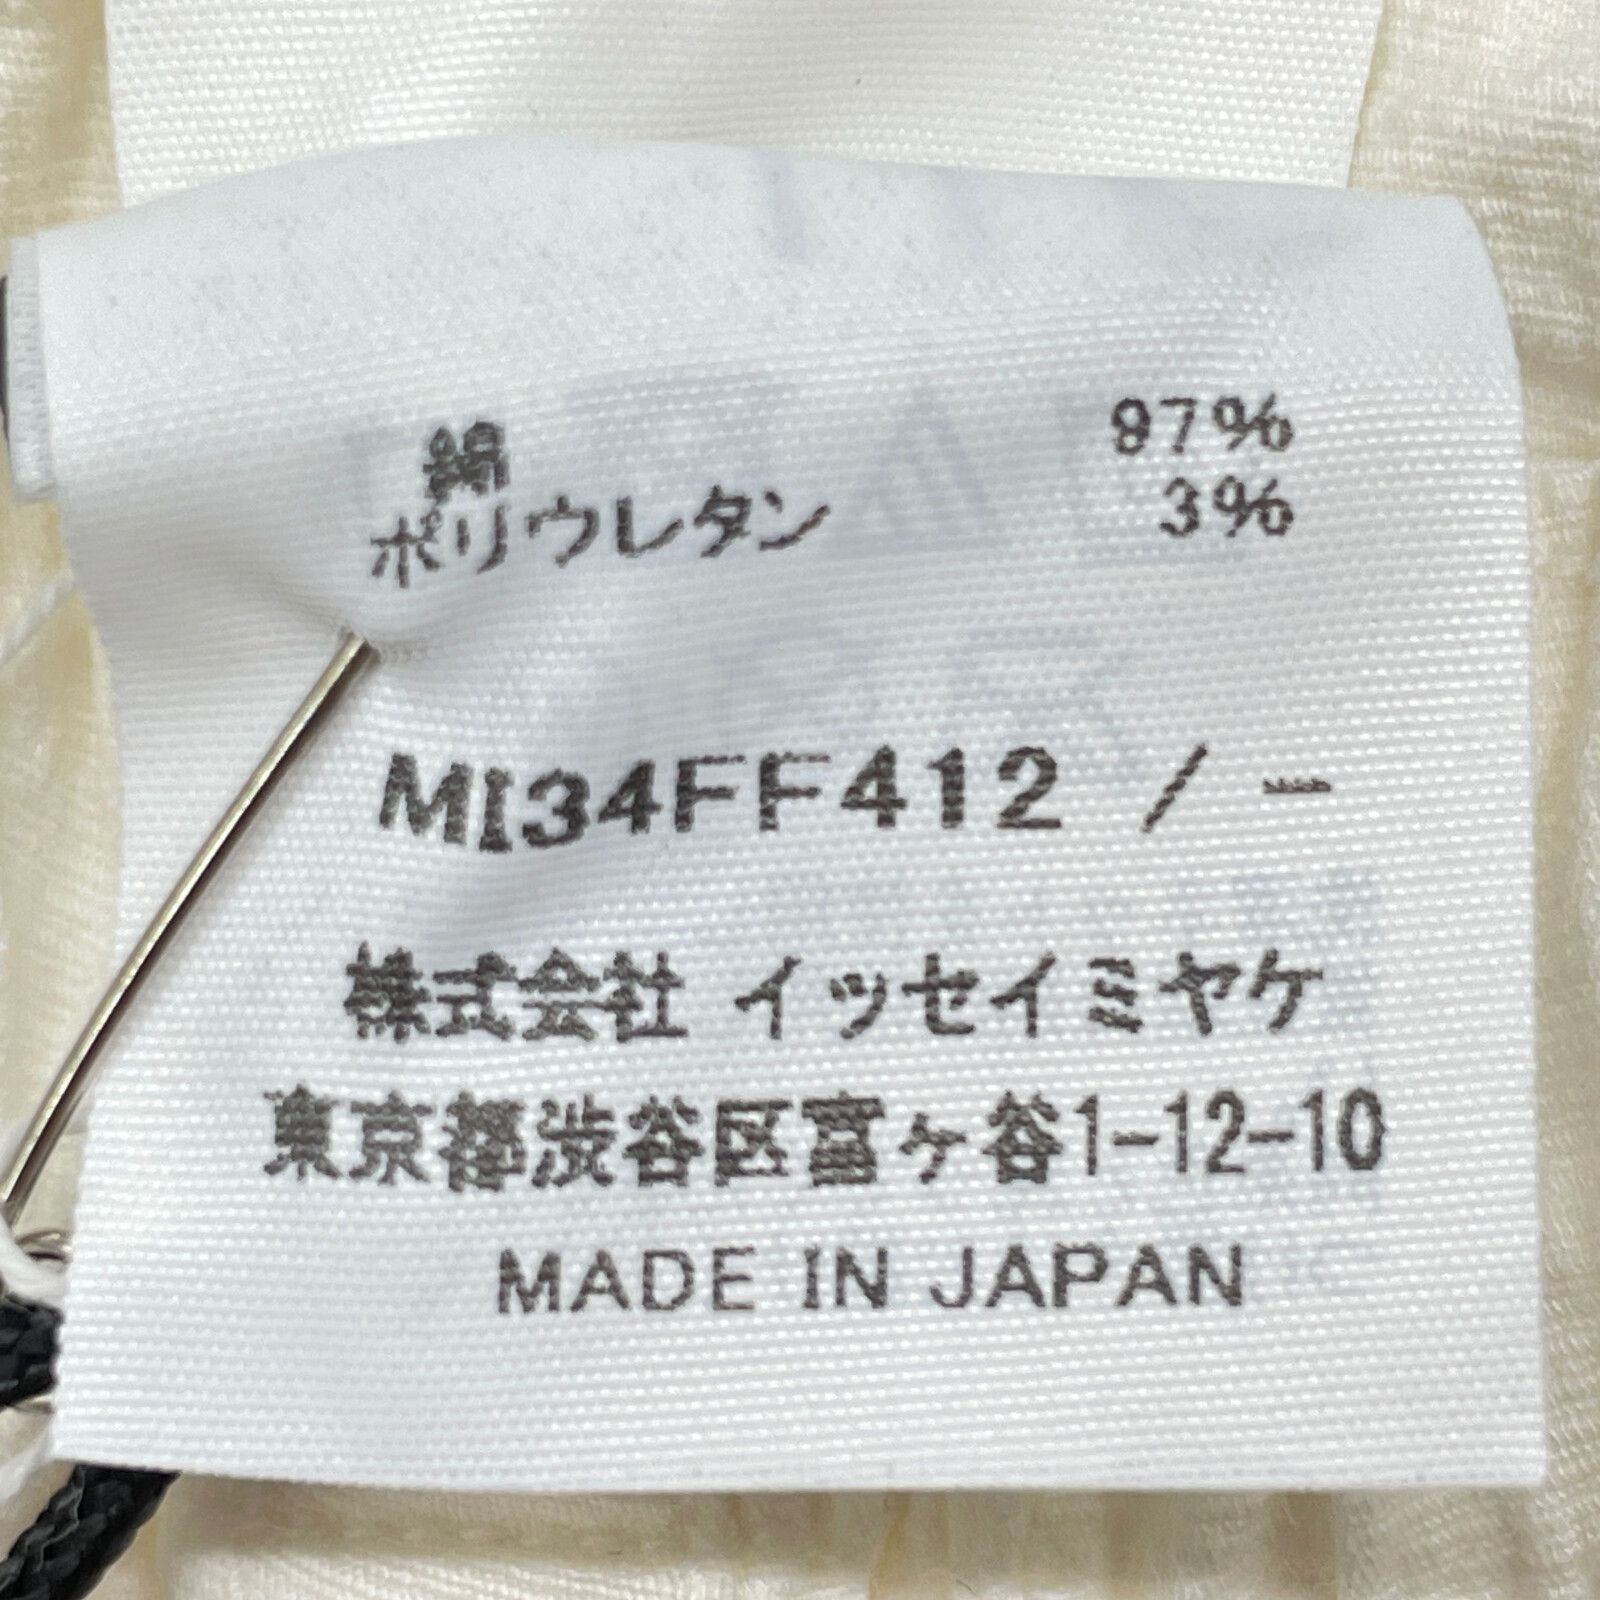 綿 97%
ポリウレタン 3%
MI34FF412 / -
株式会社 イッセイミヤケ
東京都渋谷区富ヶ谷1-12-10
MADE IN JAPAN